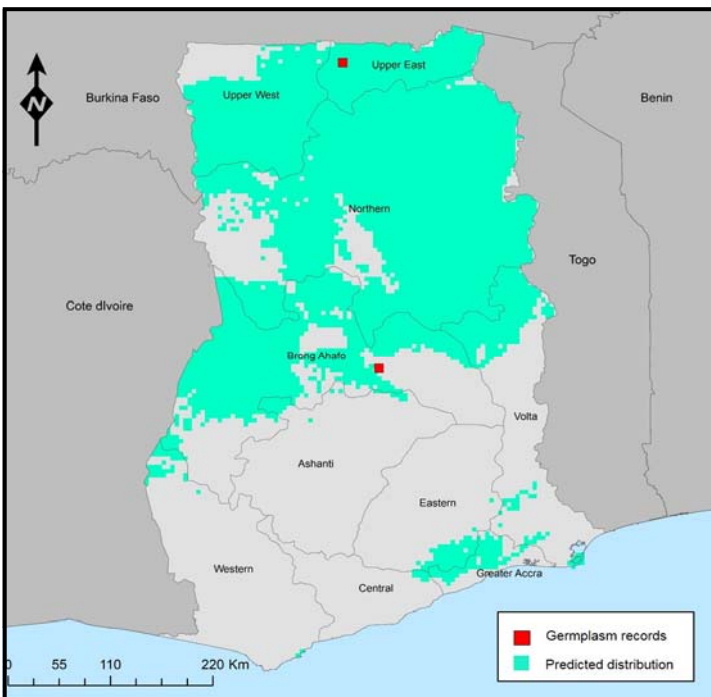 N
Burkina Faso
Benin
Upper East
Upper West
Northern
Togo
Cote dIvoire
Brong Ahafo
Volta
Ashanti
Eastern
Western
Central
Greater Accra
Germplasm records
Predicted distribution
0 55 110 220 Km